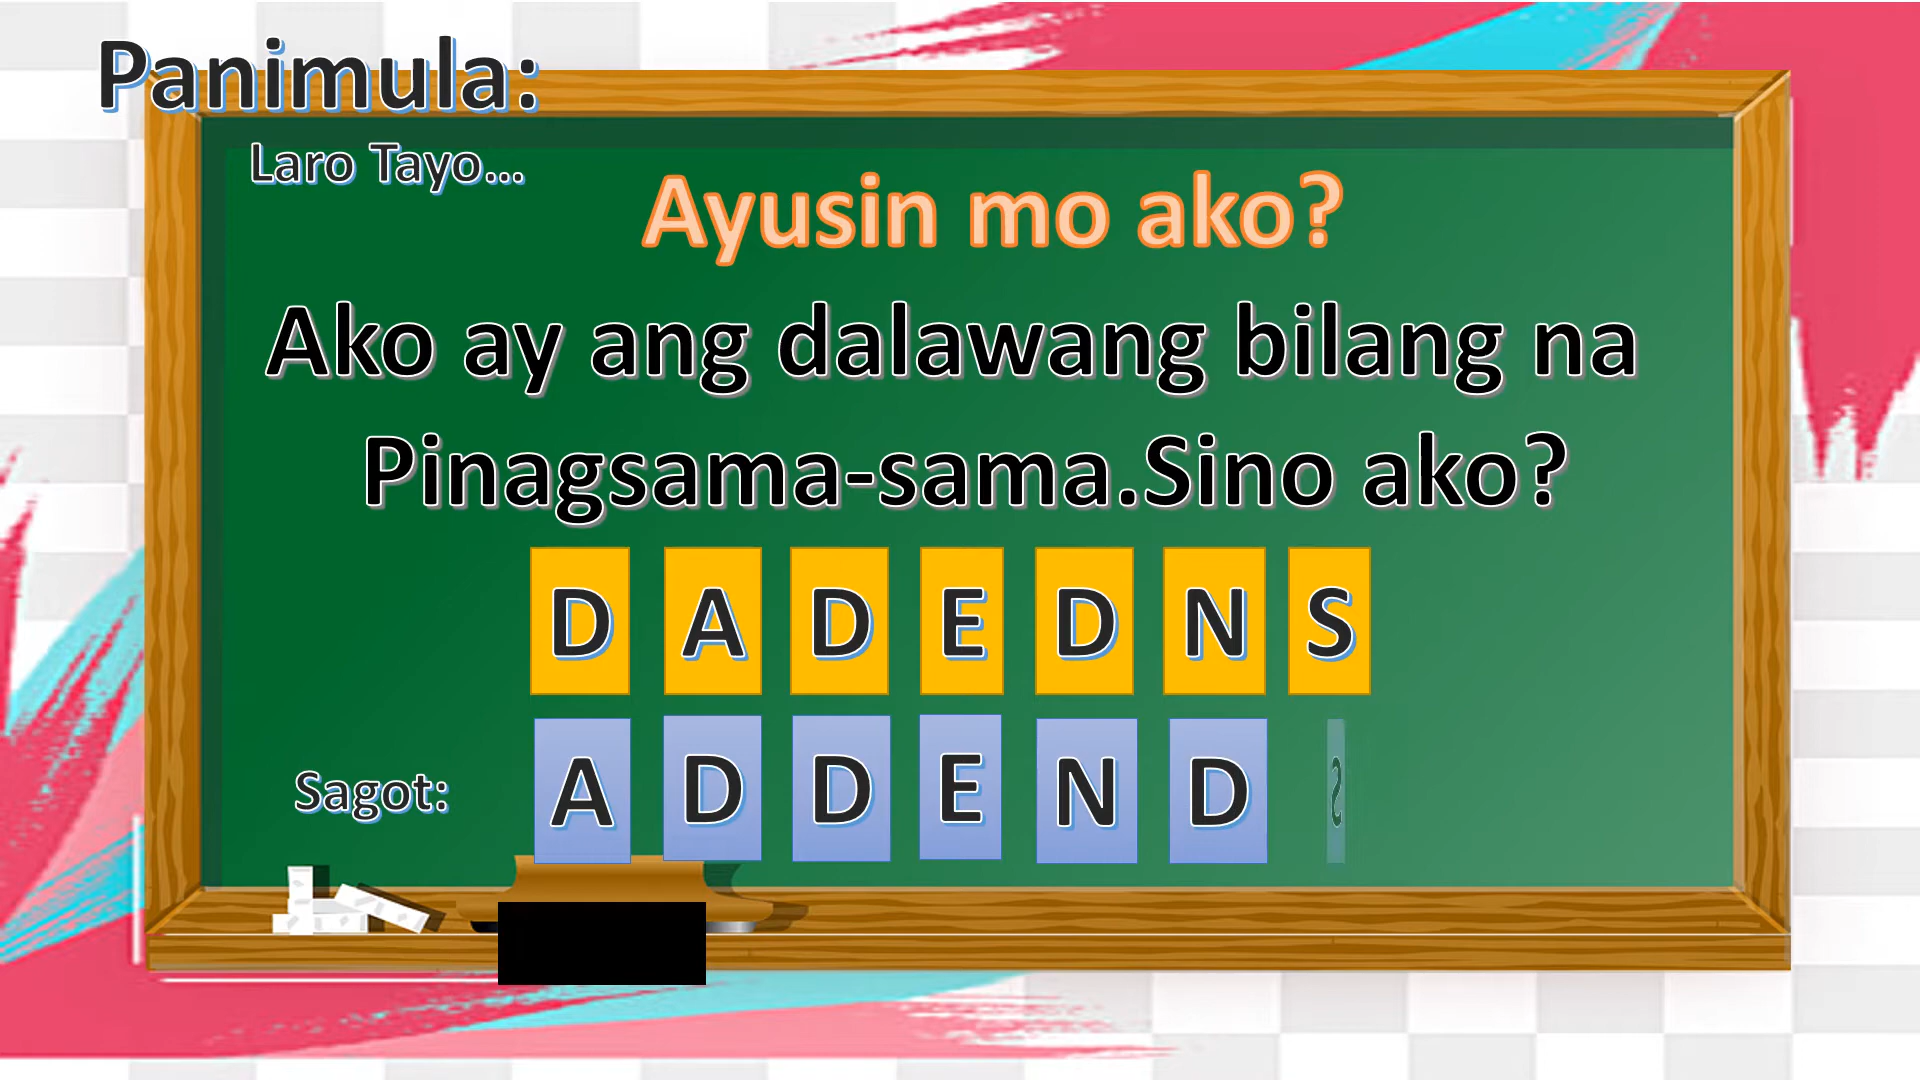 Panimula:
Laro Tayo...
Ayusin mo ako?
Ako ay ang dalawang bilang na
Pinagsama-sama.Sino ako?
D A D E D N S
Sagot: A D D E N D S